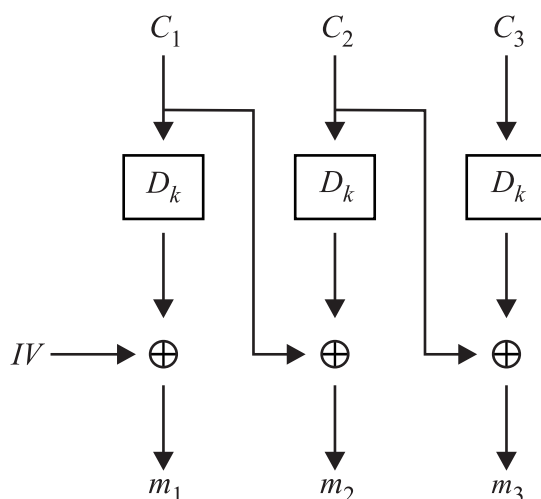 C₁ C₂ C₃
Dₖ Dₖ Dₖ
IV
m₁ m₂ m₃